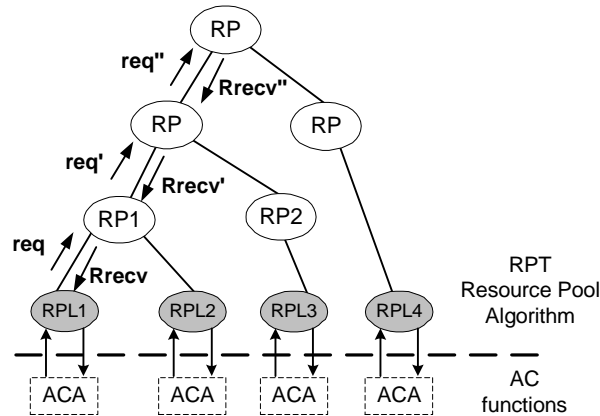 RP
req"
Rrecv"
RP
RP
req'
Rrecv'
RP1
RP2
req
Rrecv
RPT
Resource Pool
Algorithm
RPL1
RPL2
RPL3
RPL4
ACA
ACA
ACA
ACA
AC
functions